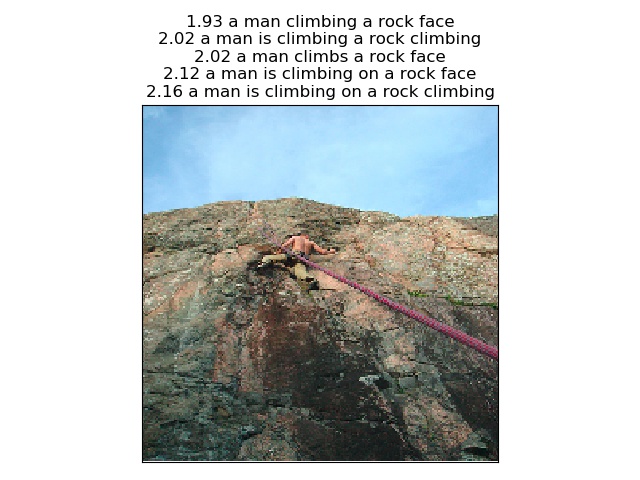 1.93 a man climbing a rock face
2.02 a man is climbing a rock climbing
2.02 a man climbs a rock face
2.12 a man is climbing on a rock face
2.16 a man is climbing on a rock climbing